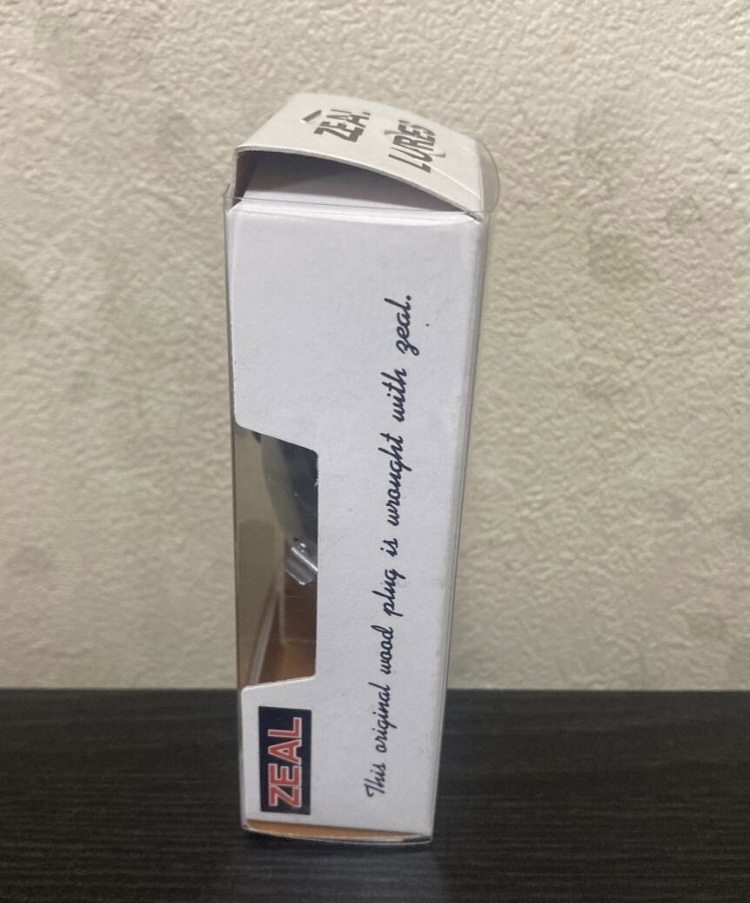 ZEAL
LURES
This original wood plug is wrought with zeal.
ZEAL